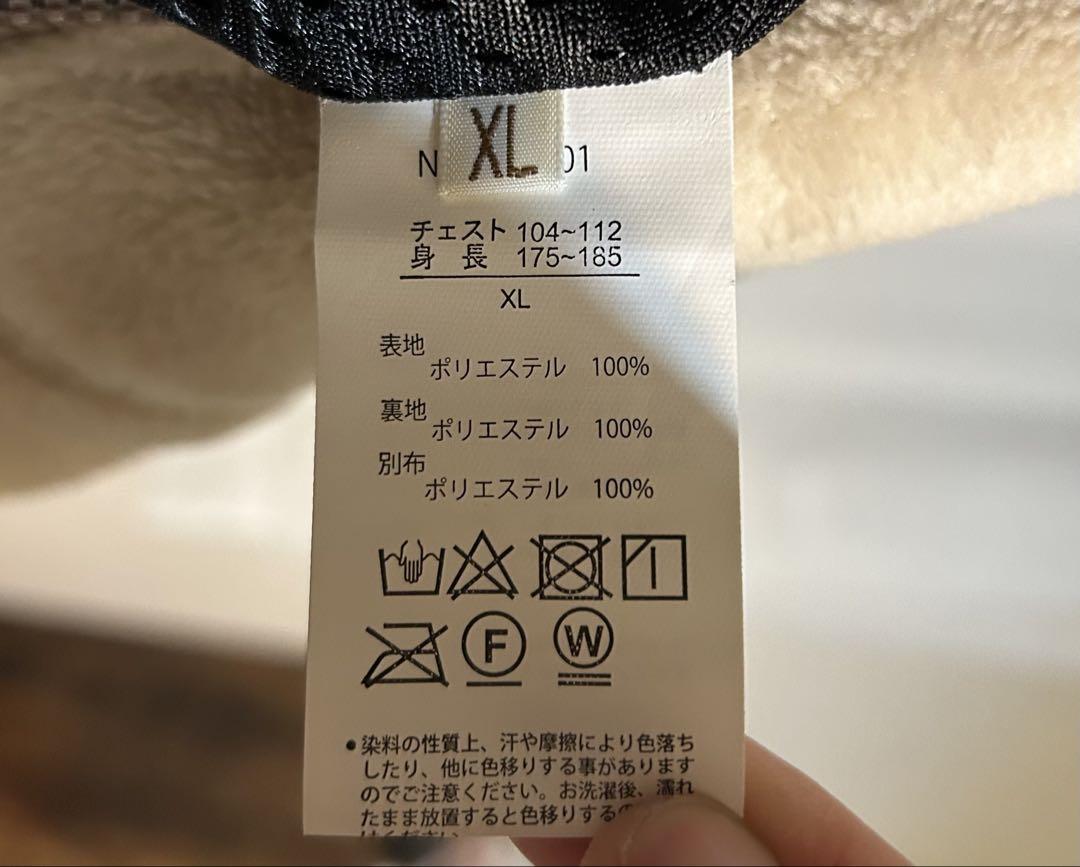 XL
N 01
チェスト 104~112
身 長 175~185
XL
表地
ポリエステル 100%
裏地
ポリエステル 100%
別布
ポリエステル 100%
F W
●染料の性質上、汗や摩擦により色落ち
したり、他に色移りする事があります
のでご注意ください。お洗濯後、濡れ
たまま放置すると色移りする